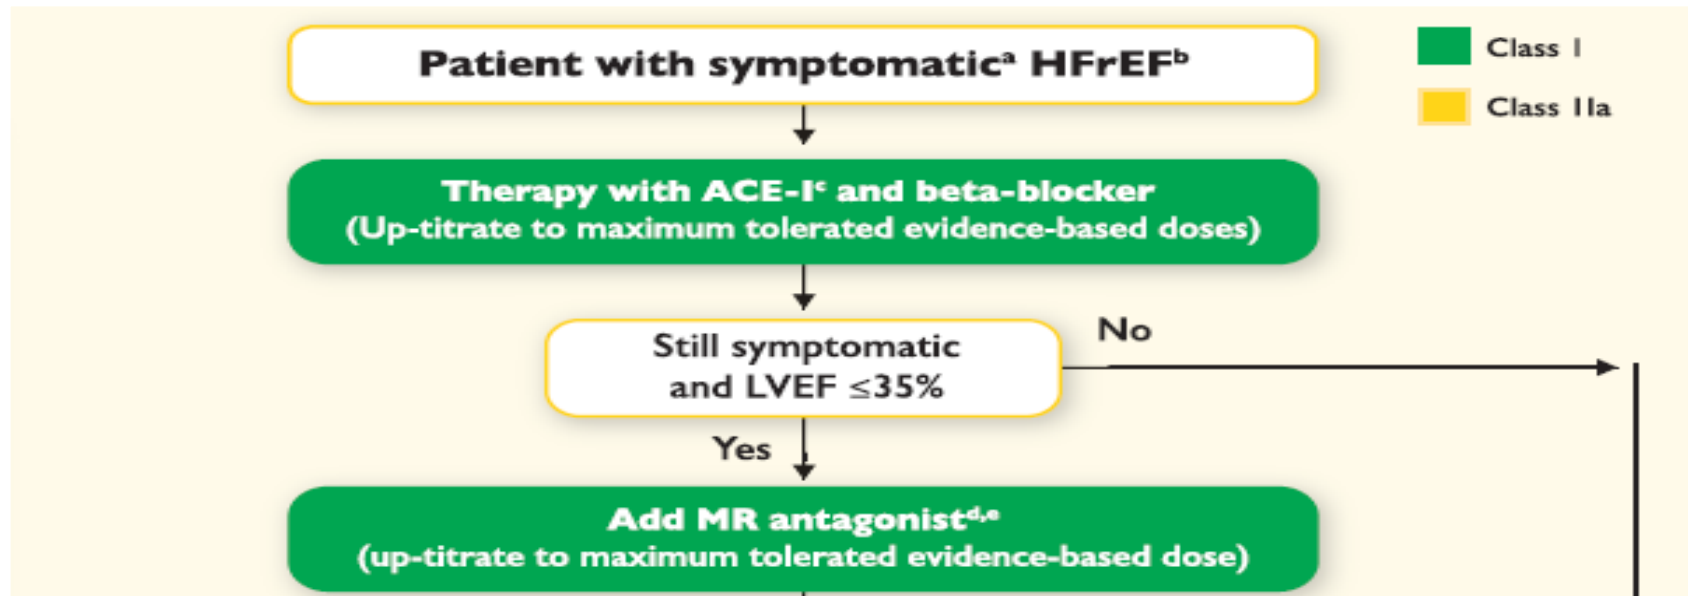 Patient with symptomaticᵃ HFrEFᵇ
Class I
Class IIa
Therapy with ACE-Iᶜ and beta-blocker
(Up-titrate to maximum tolerated evidence-based doses)
Still symptomatic
and LVEF ≤35%
No
Yes
Add MR antagonistᵈ,ᵉ
(up-titrate to maximum tolerated evidence-based dose)